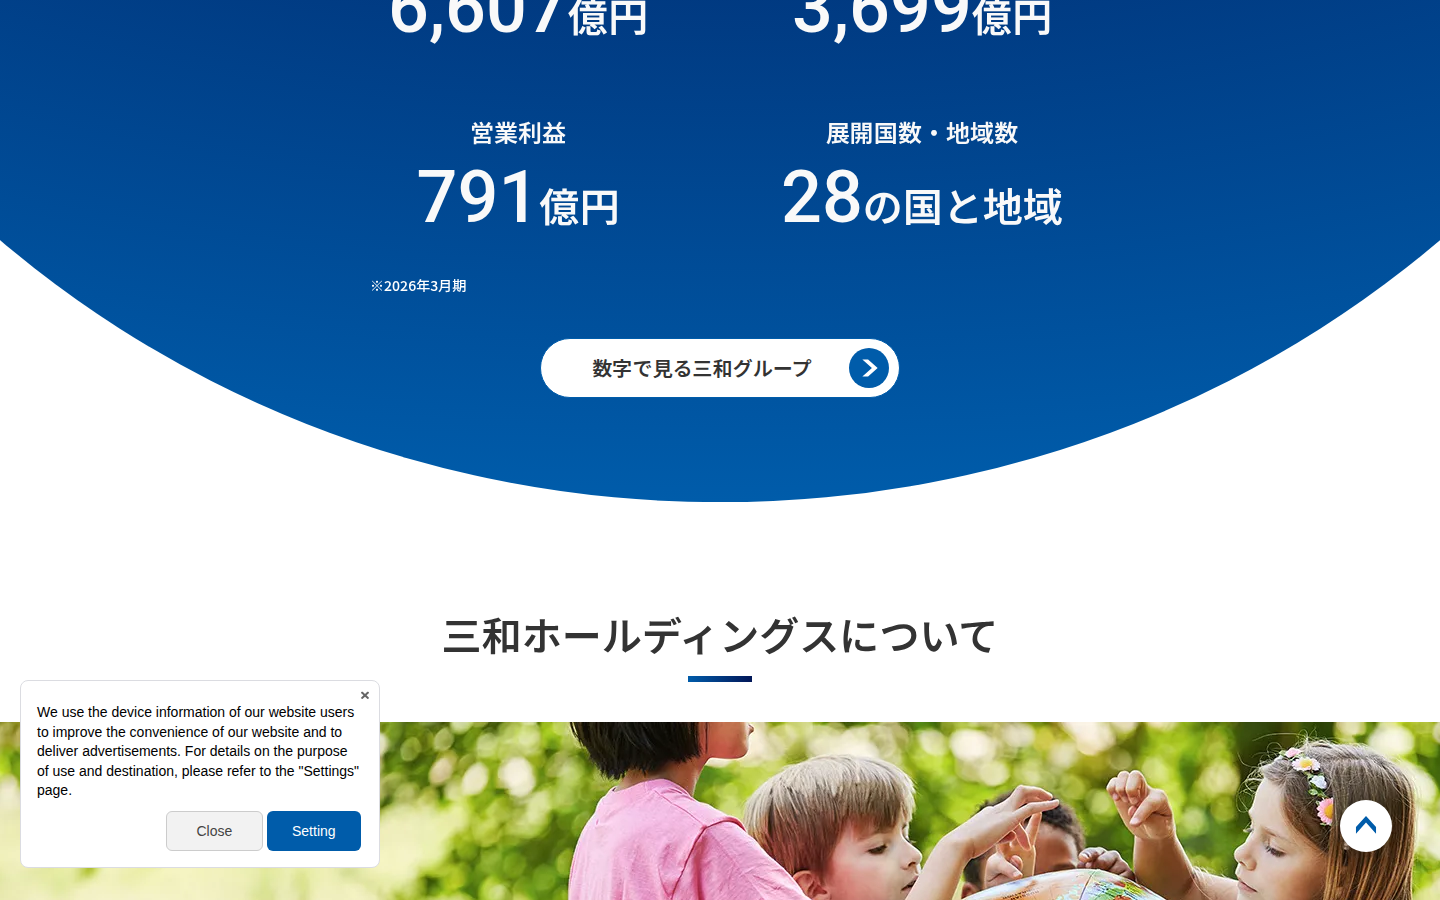 6,607億円
3,699億円
営業利益
展開国数・地域数
791億円
28の国と地域
※2026年3月期
数字で見る三和グループ
三和ホールディングスについて
We use the device information of our website users
to improve the convenience of our website and to
deliver advertisements. For details on the purpose
of use and destination, please refer to the "Settings"
page.
Close
Setting